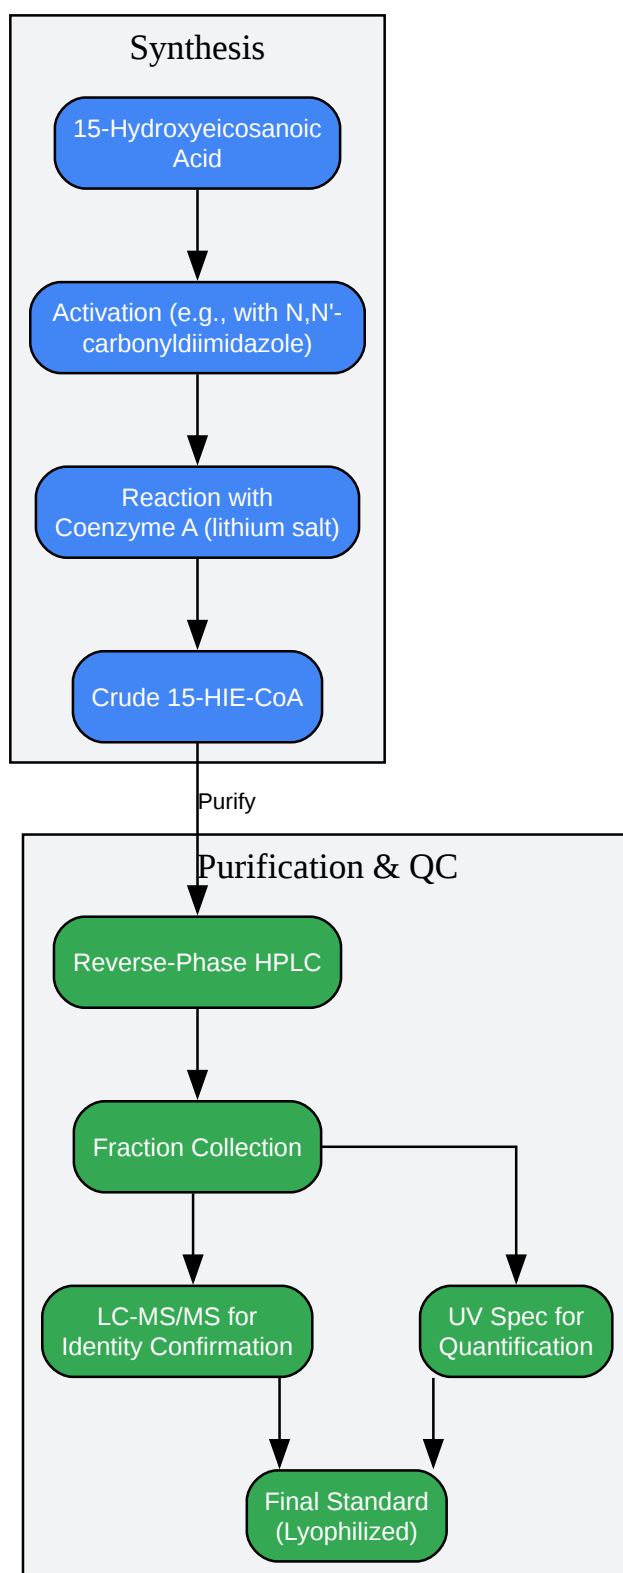 Synthesis
15-Hydroxyeicosanoic
Acid
Activation (e.g., with N,N'-
carbonyldiimidazole)
Reaction with
Coenzyme A (lithium salt)
Crude 15-HIE-CoA
Purify
Purification & QC
Reverse-Phase HPLC
Fraction Collection
LC-MS/MS for
Identity Confirmation
UV Spec for
Quantification
Final Standard
(Lyophilized)